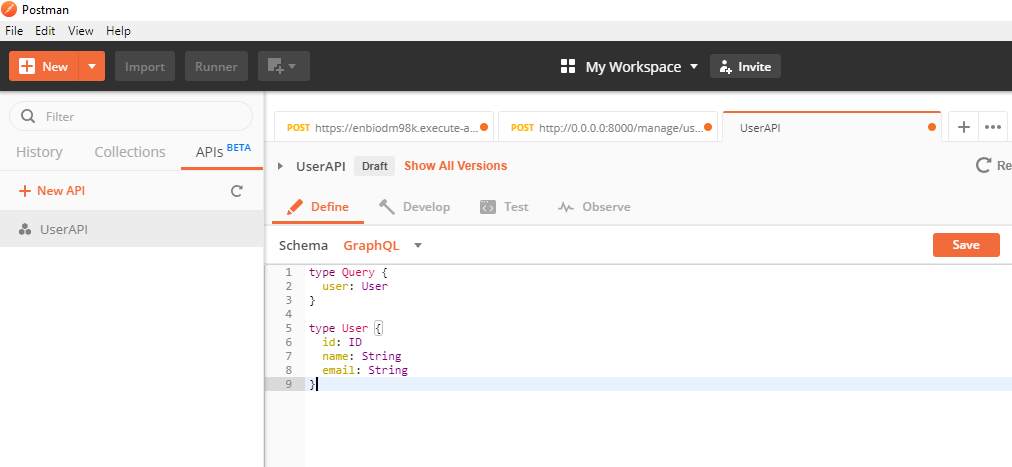 Postman
File Edit View Help
New Import Runner My Workspace Invite
Filter
History Collections APIs BETA
New API
UserAPI
POST https://enbiodm98k.execute-a... POST http://0.0.0.0:8000/manage/us... UserAPI
UserAPI Draft Show All Versions Re
Define Develop Test Observe
Schema GraphQL Save
1 type Query {
2 user: User
3 }
4
5 type User {
6 id: ID
7 name: String
8 email: String
9 }